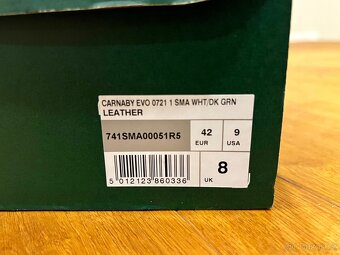 CARNABY EVO 0721 1 SMA WHT/DK GRN
LEATHER
741SMA00051R5
42
EUR
9
USA
5 012123 860336
8
UK